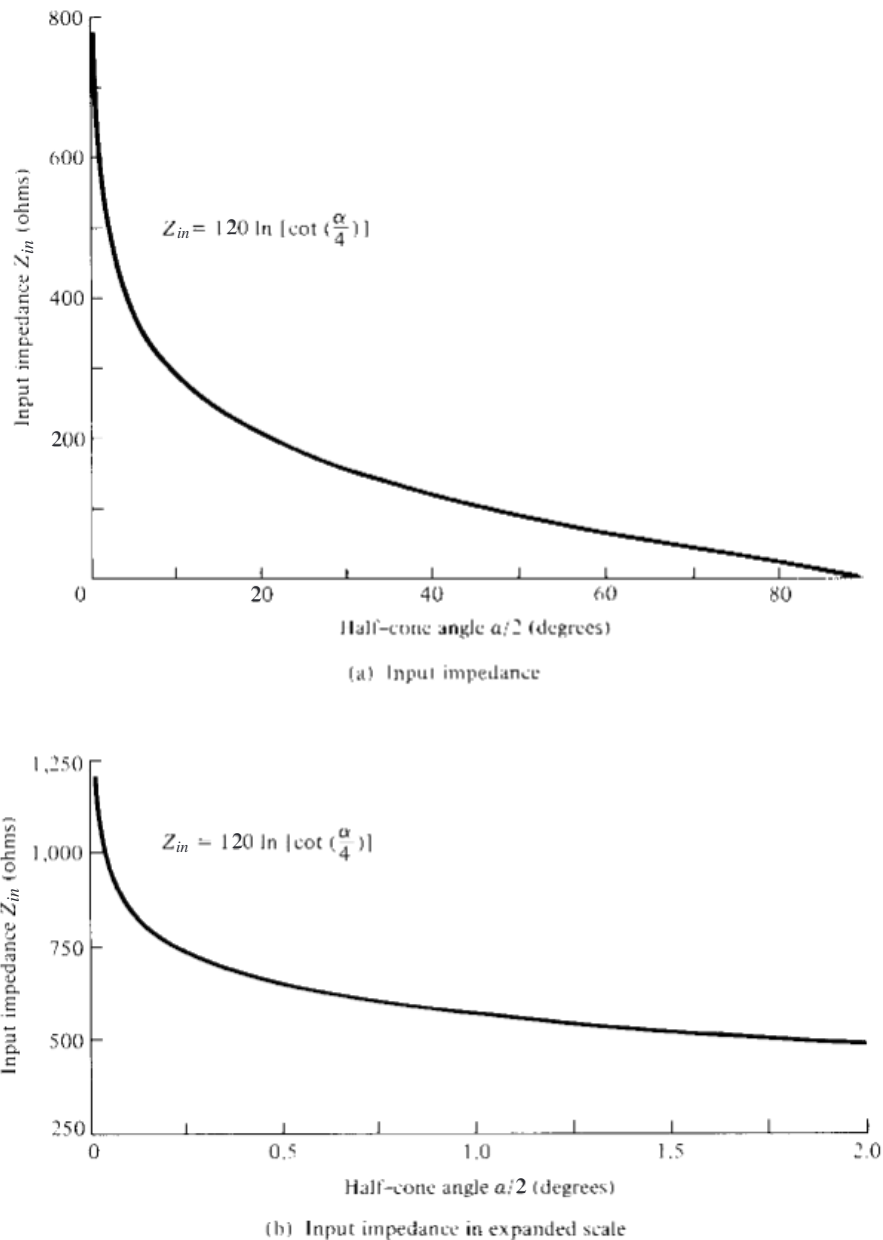 800
600
400
200
Input impedance Z_in (ohms)
Z_in = 120 ln [cot (α/4)]
0 20 40 60 80
Half-cone angle α/2 (degrees)
(a) Input impedance
1,250
1,000
750
500
250
Input impedance Z_in (ohms)
Z_in = 120 ln [cot (α/4)]
0 0.5 1.0 1.5 2.0
Half-cone angle α/2 (degrees)
(b) Input impedance in expanded scale